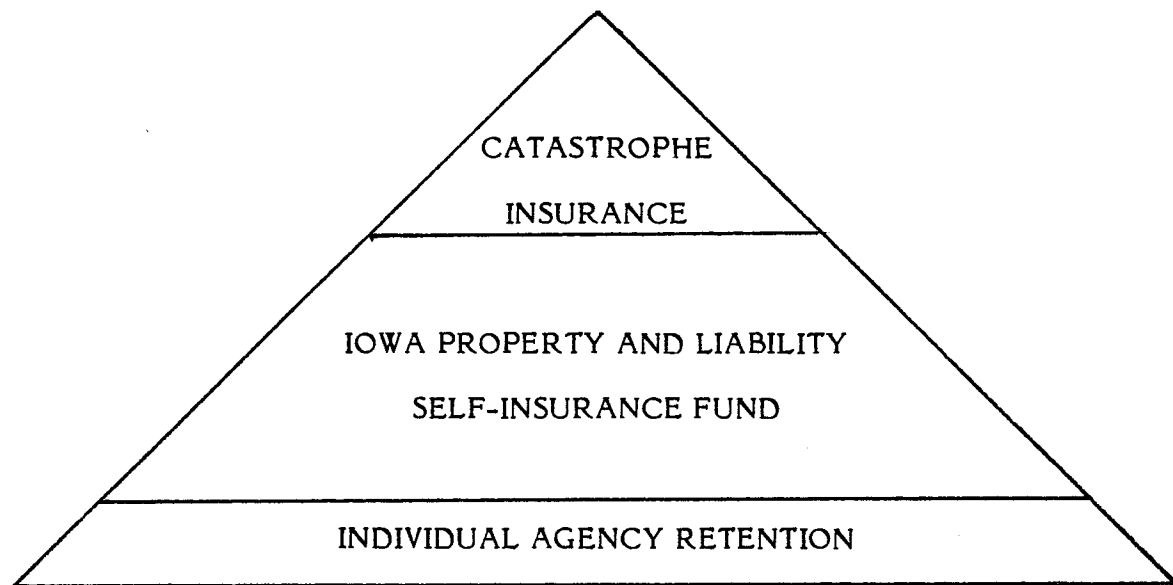 CATASTROPHE
INSURANCE
IOWA PROPERTY AND LIABILITY
SELF-INSURANCE FUND
INDIVIDUAL AGENCY RETENTION